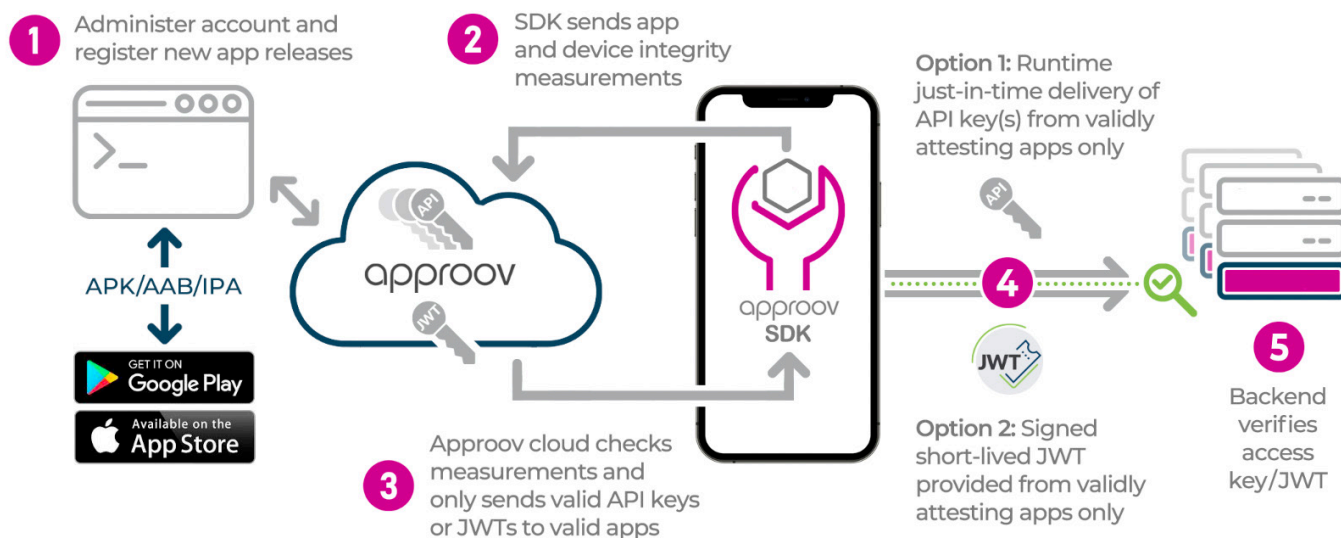 1
Administer account and
register new app releases
>_
APK/AAB/IPA
GET IT ON
Google Play
Available on the
App Store
2
SDK sends app
and device integrity
measurements
API
approov
JWT
approov
SDK
3
Approov cloud checks
measurements and
only sends valid API keys
or JWTs to valid apps
Option 1: Runtime
just-in-time delivery of
API key(s) from validly
attesting apps only
API
4
JWT
Option 2: Signed
short-lived JWT
provided from validly
attesting apps only
5
Backend
verifies
access
key/JWT